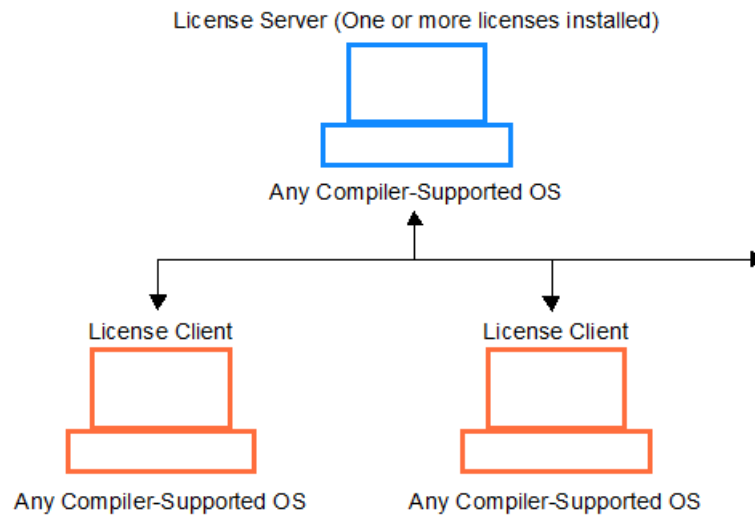 License Server (One or more licenses installed)
Any Compiler-Supported OS
License Client
License Client
Any Compiler-Supported OS
Any Compiler-Supported OS